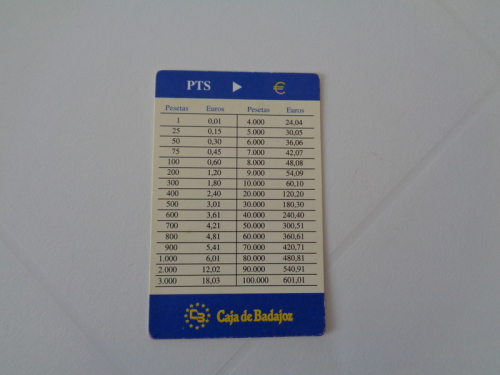 PTS ▶ €
Pesetas Euros Pesetas Euros
1 0,01 4.000 24,04
25 0,15 5.000 30,05
50 0,30 6.000 36,06
75 0,45 7.000 42,07
100 0,60 8.000 48,08
200 1,20 9.000 54,09
300 1,80 10.000 60,10
400 2,40 20.000 120,20
500 3,01 30.000 180,30
600 3,61 40.000 240,40
700 4,21 50.000 300,51
800 4,81 60.000 360,61
900 5,41 70.000 420,71
1.000 6,01 80.000 480,81
2.000 12,02 90.000 540,91
3.000 18,03 100.000 601,01
CB Caja de Badajoz